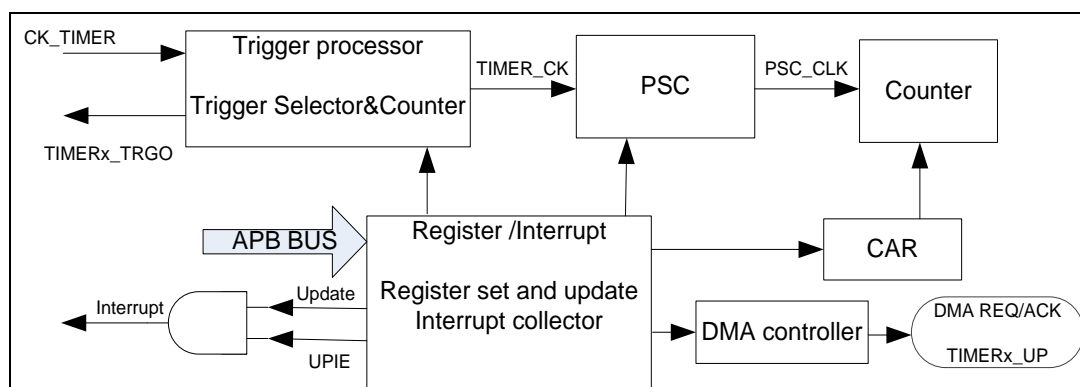 CK_TIMER
TIMERx_TRGO
Trigger processor
Trigger Selector&Counter
TIMER_CK
PSC
PSC_CLK
Counter
APB BUS
Register /Interrupt
Register set and update
Interrupt collector
CAR
Interrupt
Update
UPIE
DMA controller
DMA REQ/ACK
TIMERx_UP